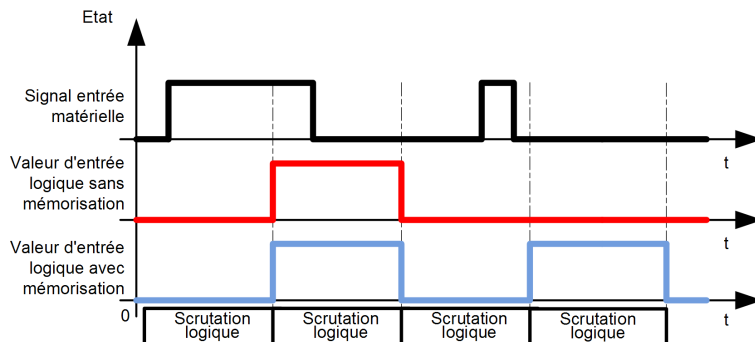 Etat
Signal entrée
matérielle
t
Valeur d'entrée
logique sans
mémorisation
t
Valeur d'entrée
logique avec
mémorisation
t
0
Scrutation
logique
Scrutation
logique
Scrutation
logique
Scrutation
logique